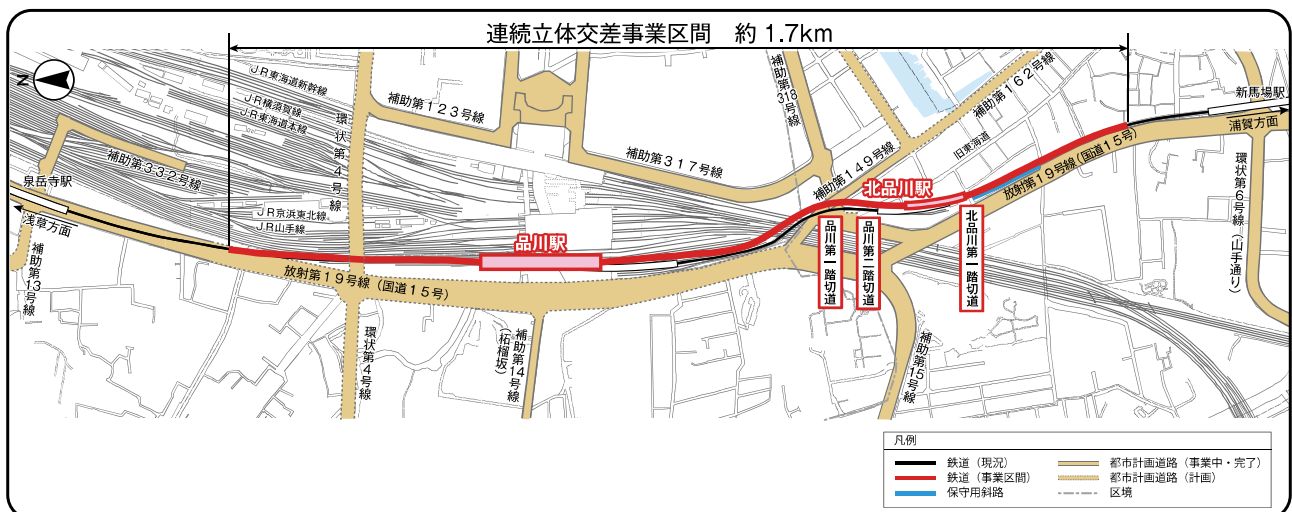 連続立体交差事業区間 約1.7km
N
JR東海道新幹線
JR横須賀線
JR東海道本線
環状第4号線
補助第123号線
補助第317号線
補助第318号線
補助第149号線
補助第162号線
旧東海道
新馬場駅
浦賀方面
放射第19号線(国道15号)
環状第6号線(山手通り)
補助第332号線
泉岳寺駅
浅草方面
補助第13号線
JR京浜東北線
JR山手線
品川駅
北品川駅
品川第一踏切道
品川第二踏切道
北品川第一踏切道
放射第19号線(国道15号)
環状第4号線
補助第14号線
(柘榴坂)
補助第15号線
凡例
鉄道(現況)
鉄道(事業区間)
保守用斜路
都市計画道路(事業中・完了)
都市計画道路(計画)
区境